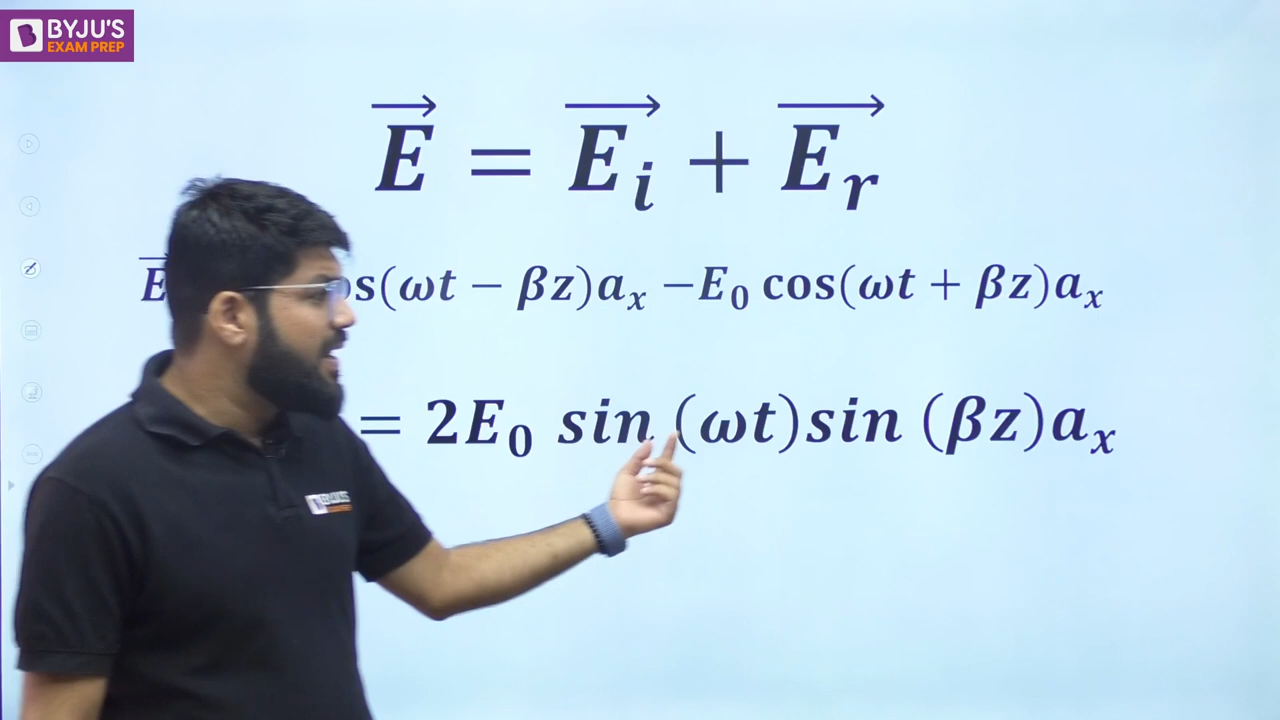 BYJU'S
EXAM PREP
E = E_i + E_r
E os(ωt − βz)a_x −E_0 cos(ωt + βz)a_x
= 2E_0 sin (ωt)sin (βz)a_x